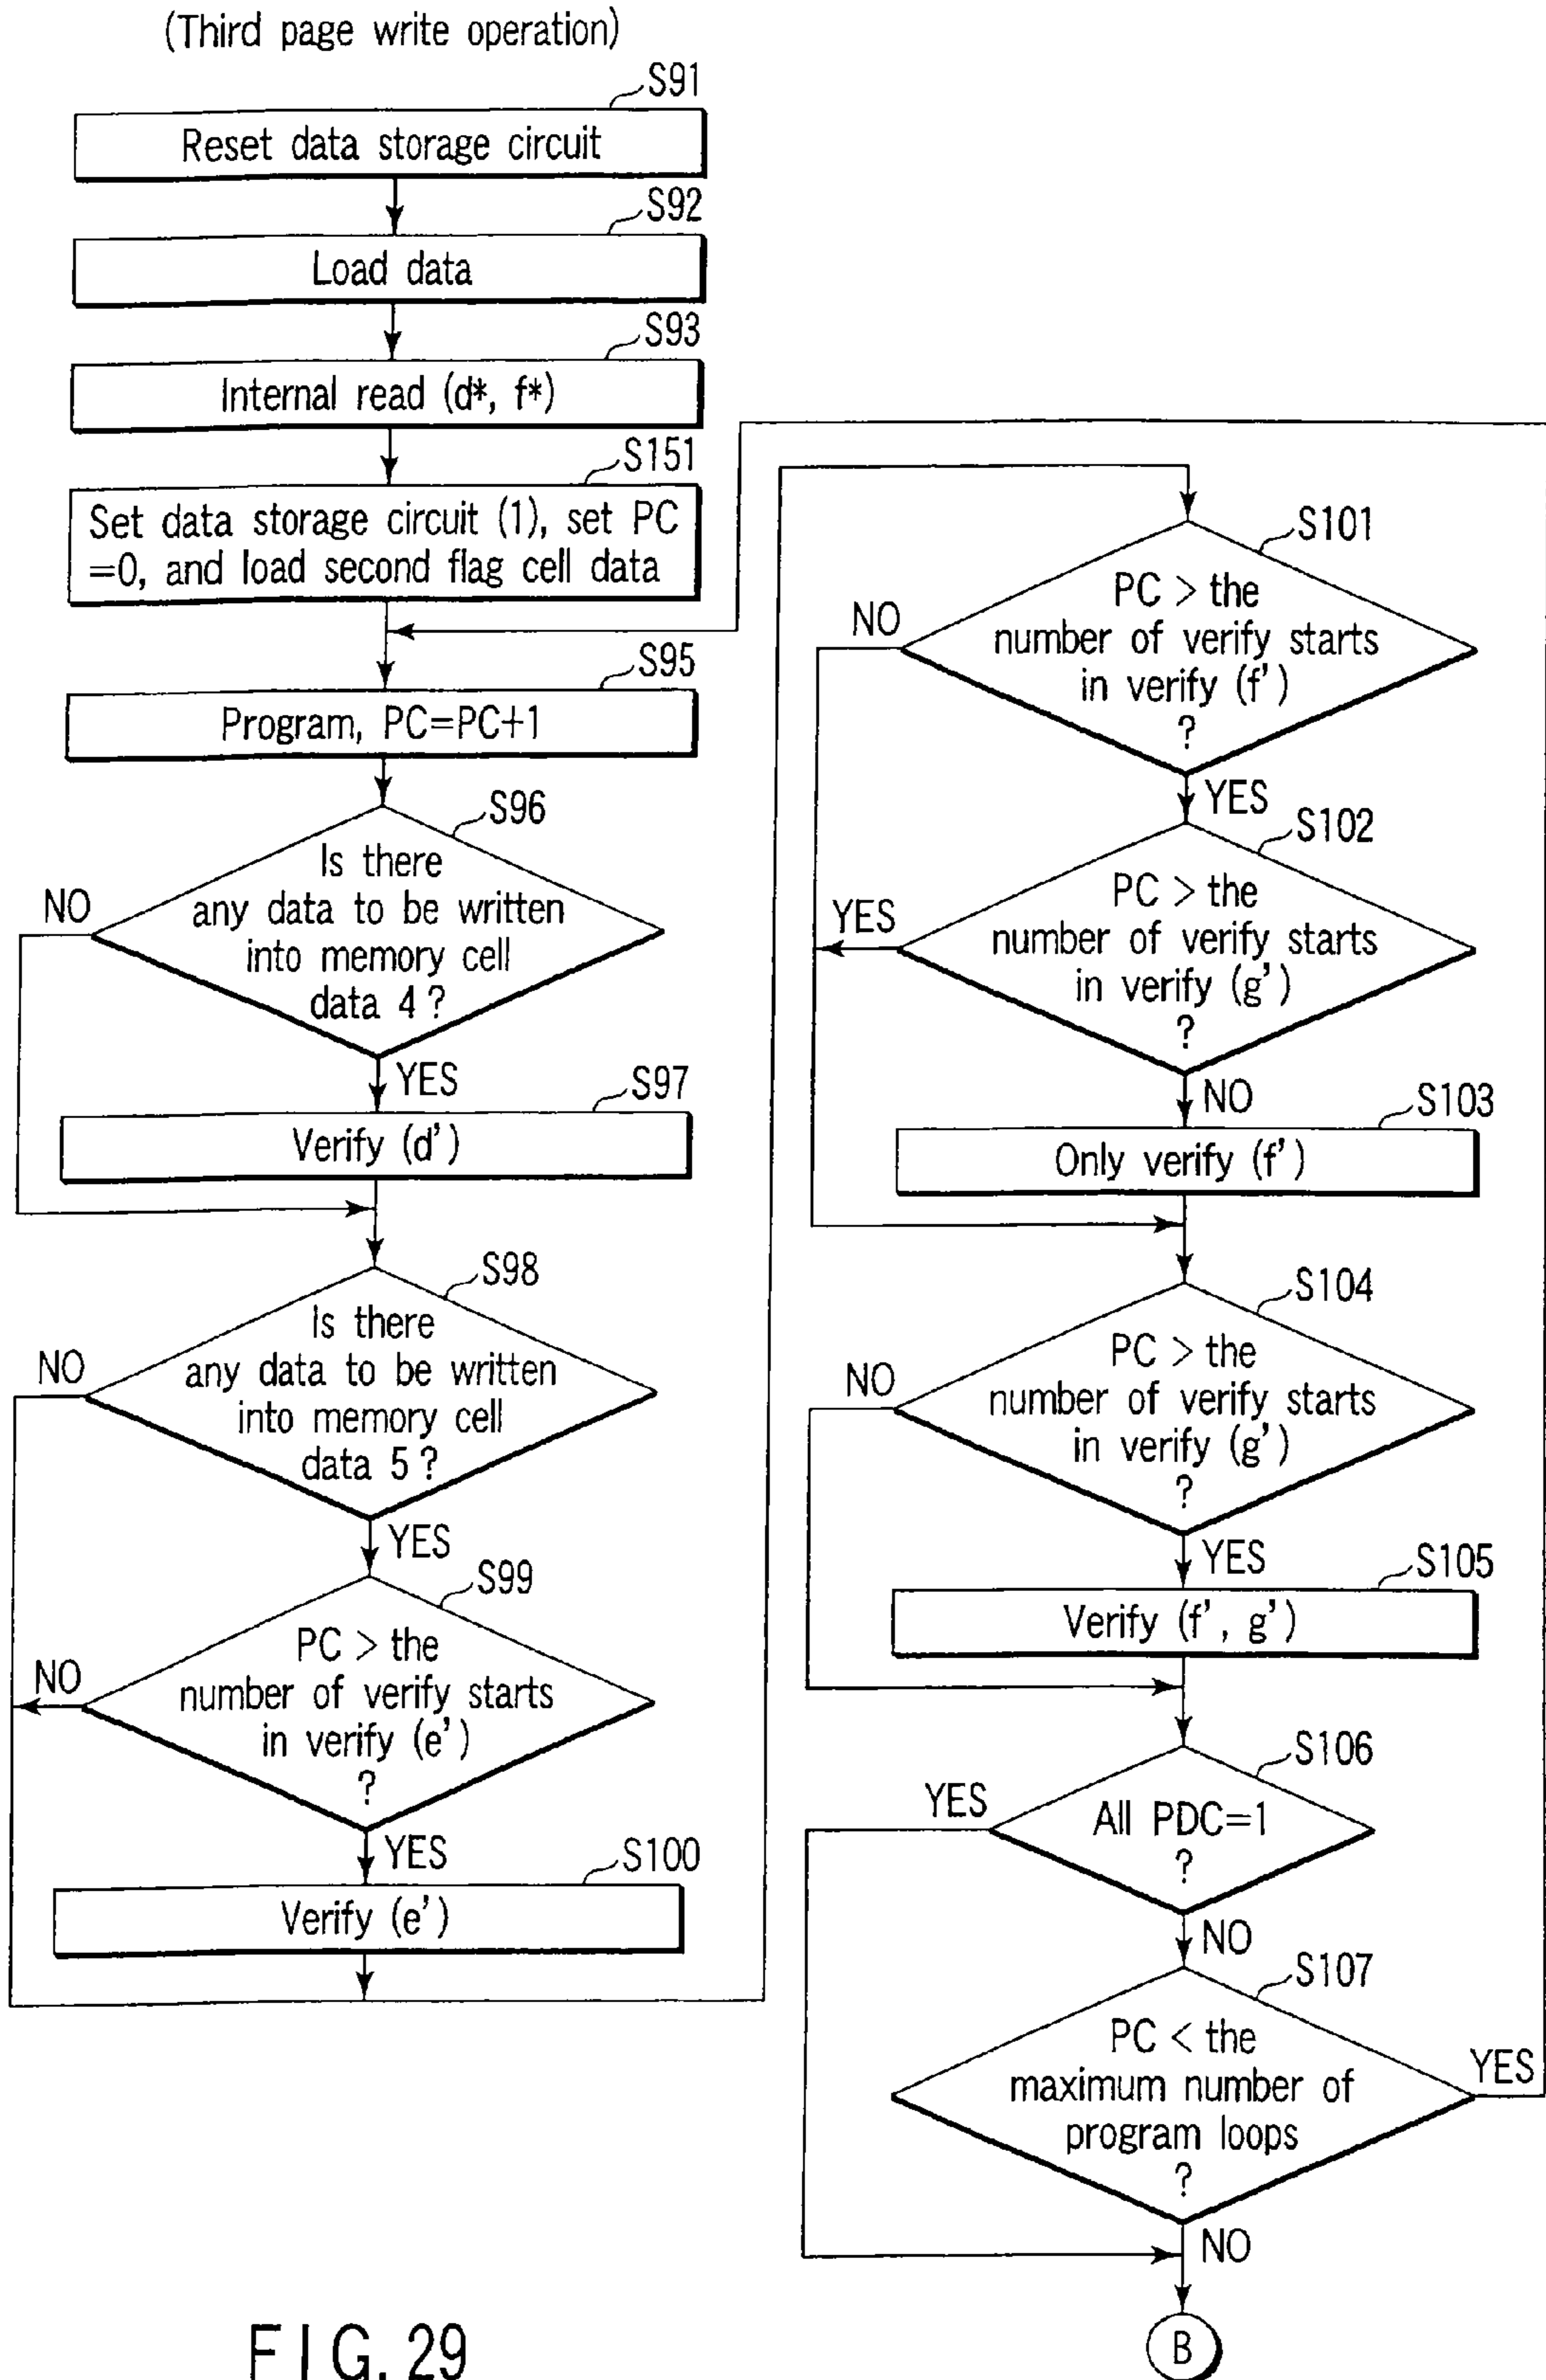 (Third page write operation)
S91
Reset data storage circuit
S92
Load data
S93
Internal read (d*, f*)
S151
Set data storage circuit (1), set PC
=0, and load second flag cell data
S95
Program, PC=PC+1
S96
Is there
any data to be written
into memory cell
data 4 ?
NO
YES
S97
Verify (d')
S98
Is there
any data to be written
into memory cell
data 5 ?
NO
YES
S99
PC > the
number of verify starts
in verify (e')
?
NO
YES
S100
Verify (e')
S101
PC > the
number of verify starts
in verify (f')
?
NO
YES
S102
PC > the
number of verify starts
in verify (g')
?
YES
NO
S103
Only verify (f')
S104
PC > the
number of verify starts
in verify (g')
?
NO
YES
S105
Verify (f', g')
S106
All PDC=1
?
YES
NO
S107
PC < the
maximum number of
program loops
?
YES
NO
B
FIG. 29